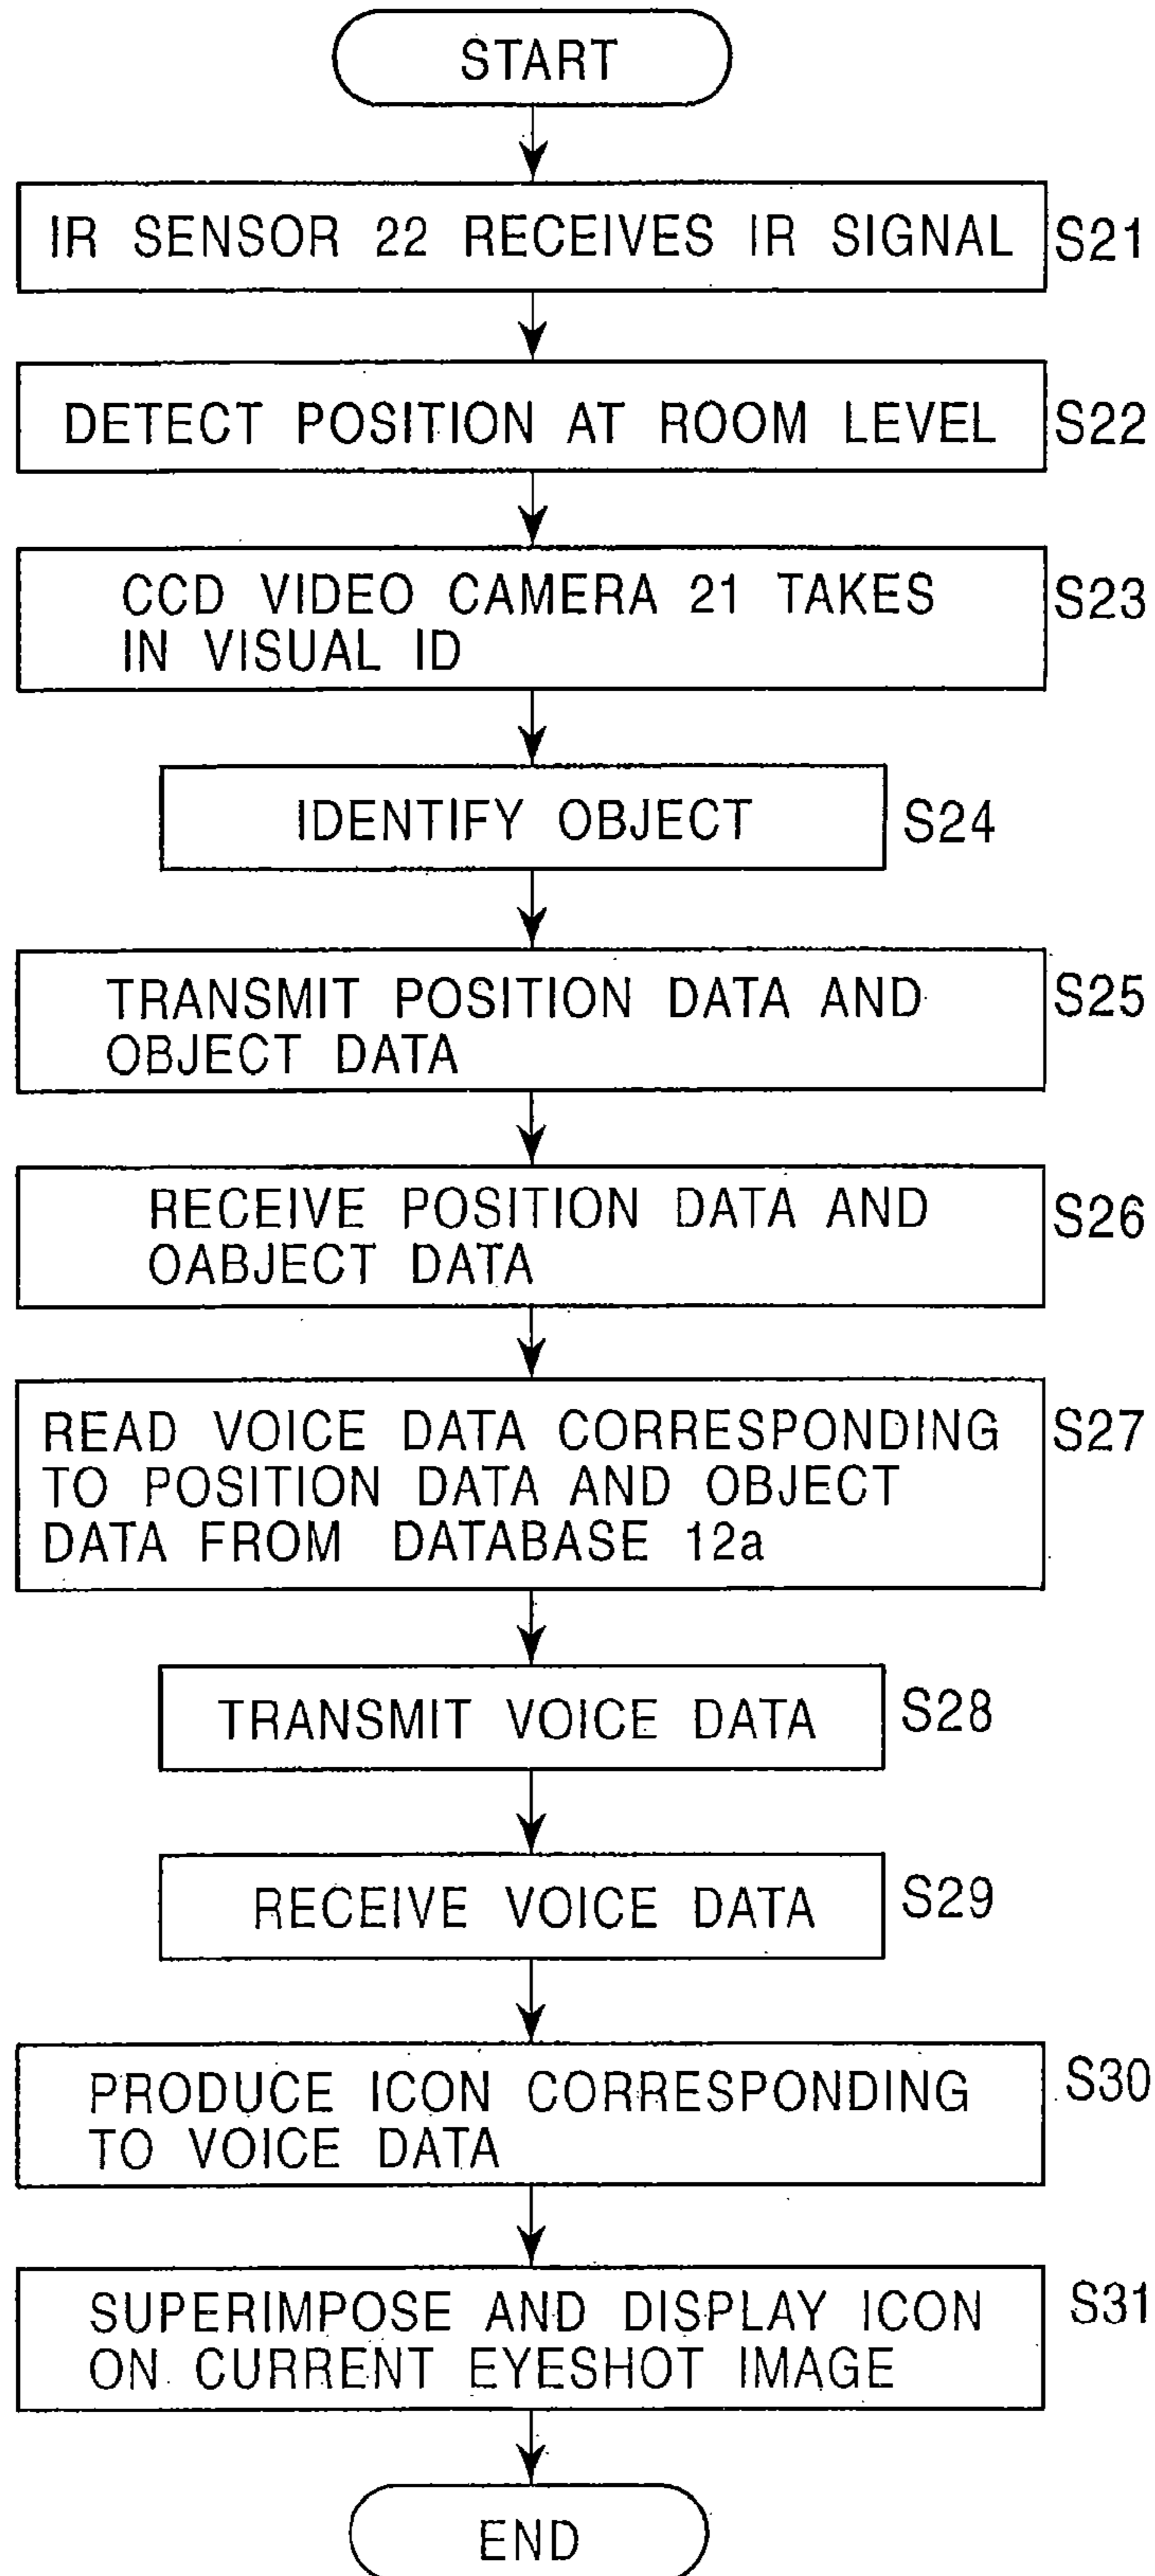 START
IR SENSOR 22 RECEIVES IR SIGNAL S21
DETECT POSITION AT ROOM LEVEL S22
CCD VIDEO CAMERA 21 TAKES S23
IN VISUAL ID
IDENTIFY OBJECT S24
TRANSMIT POSITION DATA AND S25
OBJECT DATA
RECEIVE POSITION DATA AND S26
OABJECT DATA
READ VOICE DATA CORRESPONDING S27
TO POSITION DATA AND OBJECT
DATA FROM DATABASE 12a
TRANSMIT VOICE DATA S28
RECEIVE VOICE DATA S29
PRODUCE ICON CORRESPONDING S30
TO VOICE DATA
SUPERIMPOSE AND DISPLAY ICON S31
ON CURRENT EYESHOT IMAGE
END